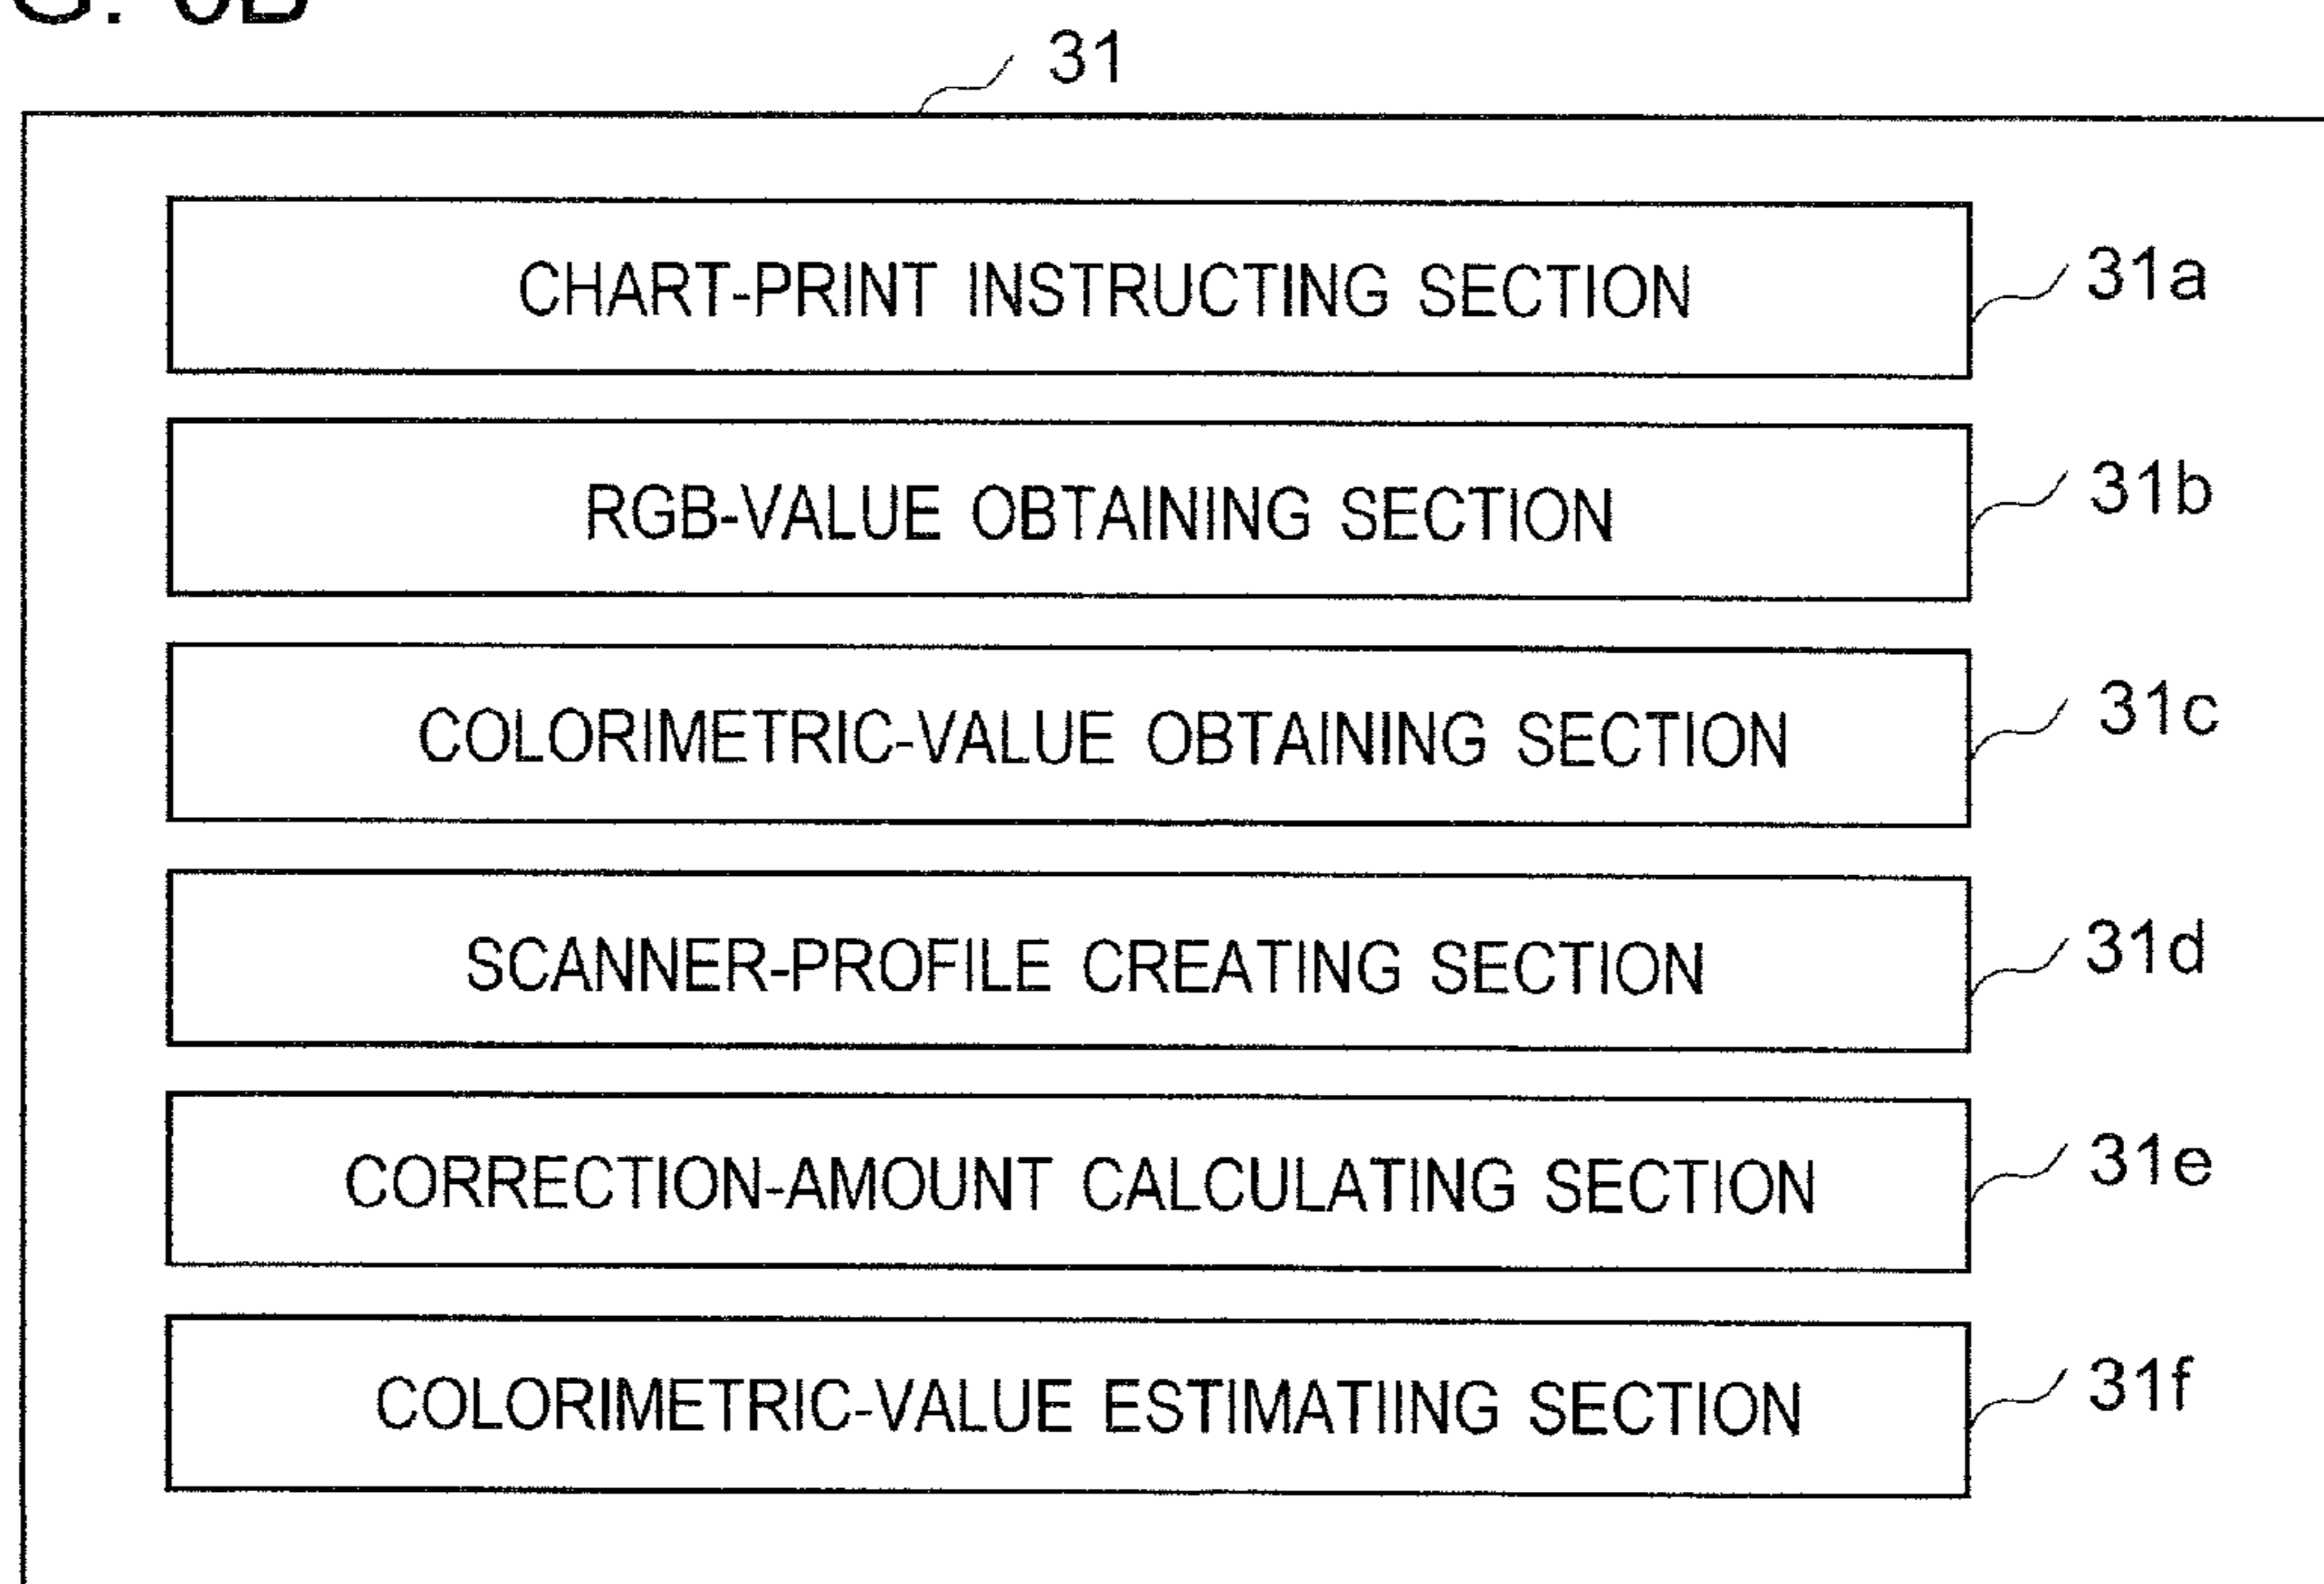 31
CHART-PRINT INSTRUCTING SECTION 31a
RGB-VALUE OBTAINING SECTION 31b
COLORIMETRIC-VALUE OBTAINING SECTION 31c
SCANNER-PROFILE CREATING SECTION 31d
CORRECTION-AMOUNT CALCULATING SECTION 31e
COLORIMETRIC-VALUE ESTIMATIING SECTION 31f